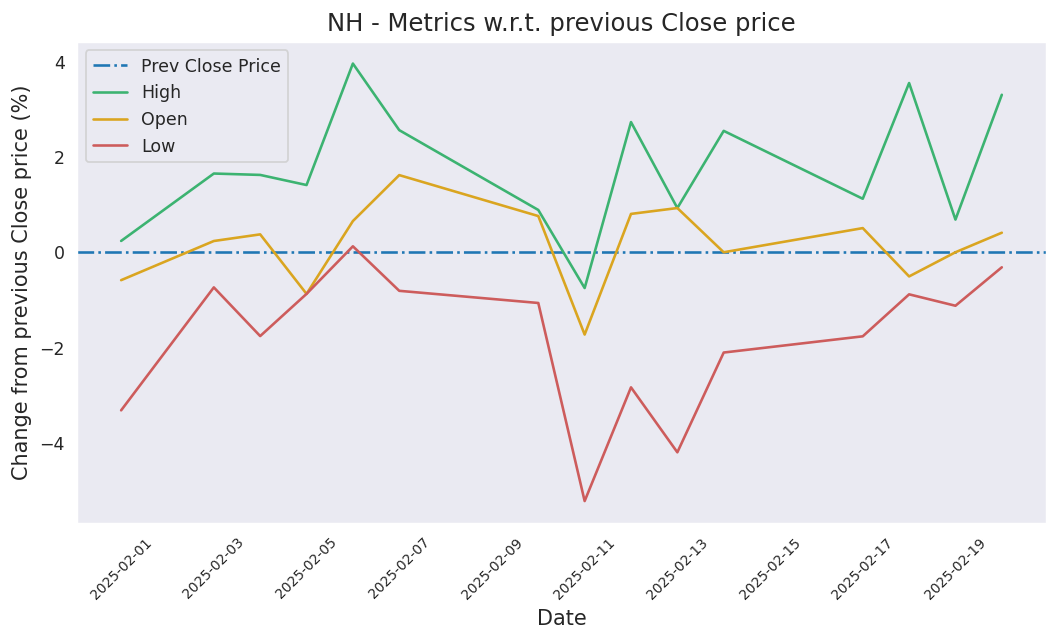 NH - Metrics w.r.t. previous Close price
Prev Close Price
High
Open
Low
Change from previous Close price (%)
4
2
0
−2
−4
2025-02-01
2025-02-03
2025-02-05
2025-02-07
2025-02-09
2025-02-11
2025-02-13
2025-02-15
2025-02-17
2025-02-19
Date